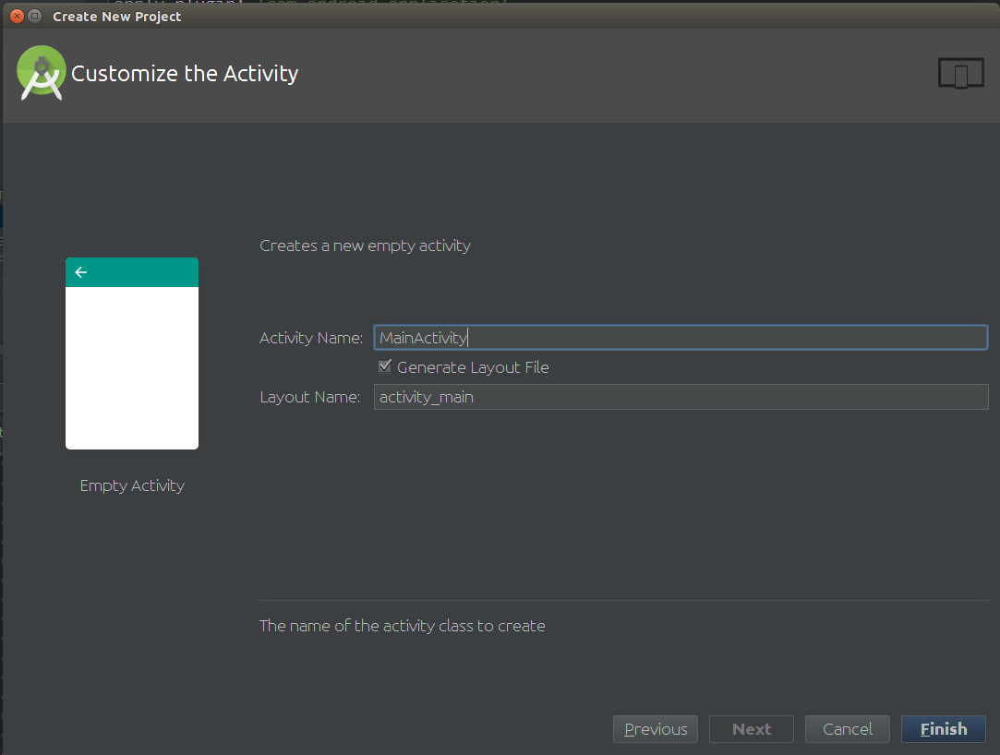 Create New Project
Customize the Activity
Creates a new empty activity
Activity Name: MainActivity
Generate Layout File
Layout Name: activity_main
Empty Activity
The name of the activity class to create
Previous Next Cancel Finish